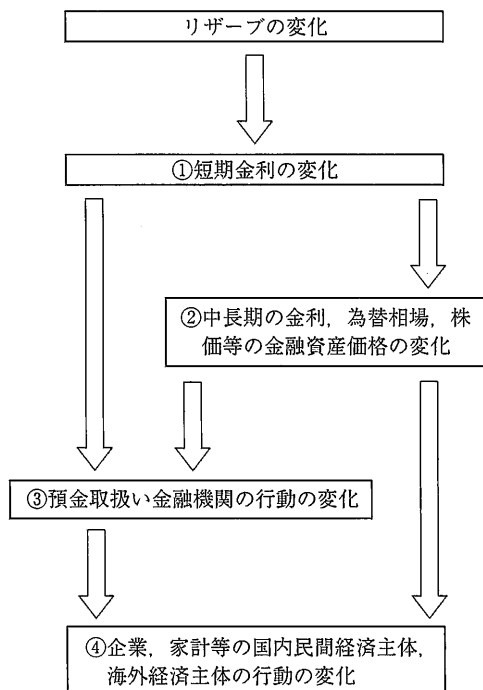 リザーブの変化
①短期金利の変化
②中長期の金利，為替相場，株
価等の金融資産価格の変化
③預金取扱い金融機関の行動の変化
④企業，家計等の国内民間経済主体，
海外経済主体の行動の変化